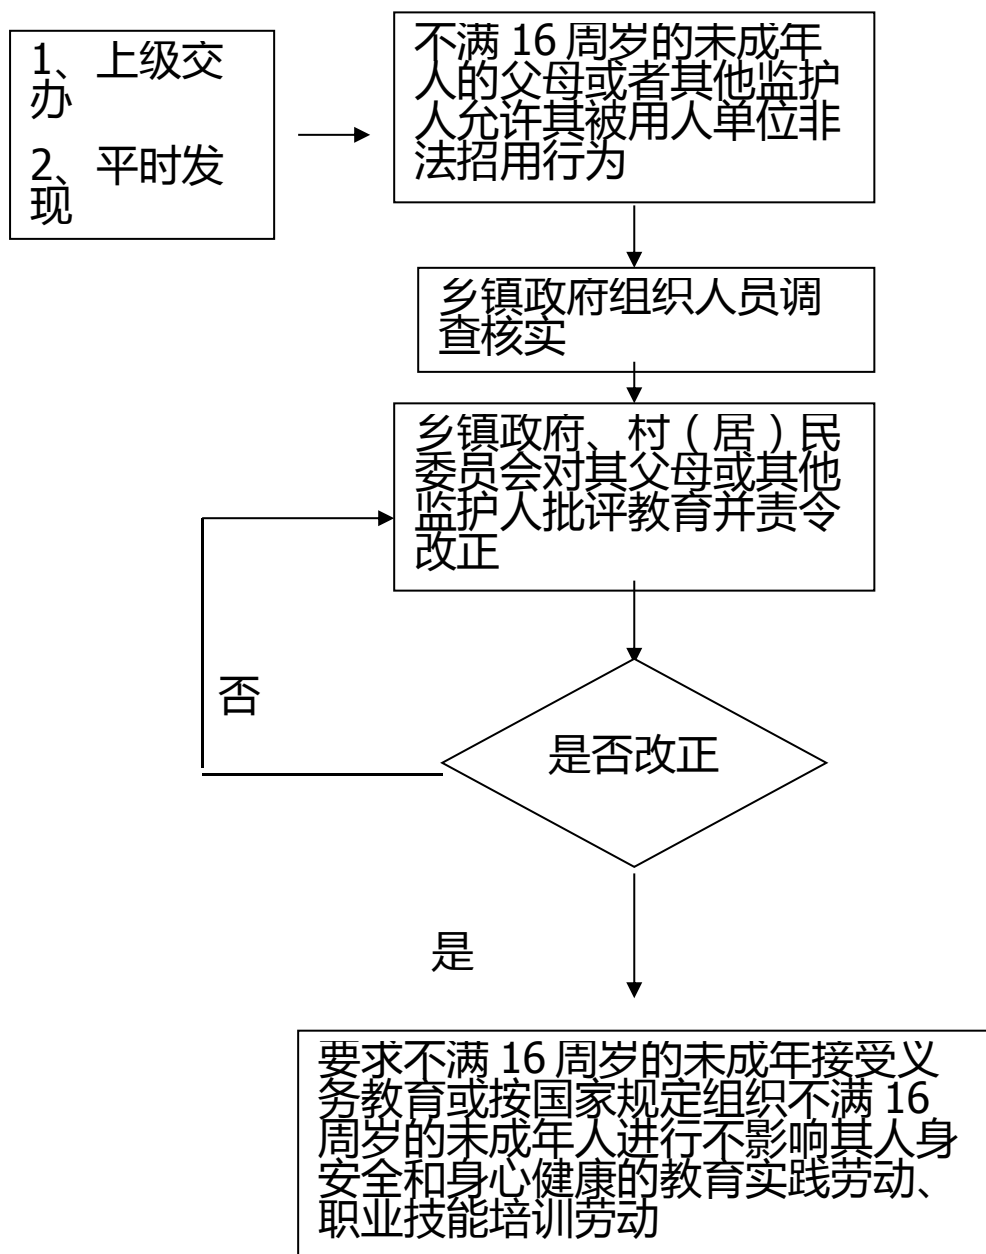 1、上级交
办
2、平时发
现
不满 16 周岁的未成年
人的父母或者其他监护
人允许其被用人单位非
法招用行为
乡镇政府组织人员调
查核实
乡镇政府、村（居）民
委员会对其父母或其他
监护人批评教育并责令
改正
否
是否改正
是
要求不满 16 周岁的未成年接受义
务教育或按国家规定组织不满 16
周岁的未成年人进行不影响其人身
安全和身心健康的教育实践劳动、
职业技能培训劳动